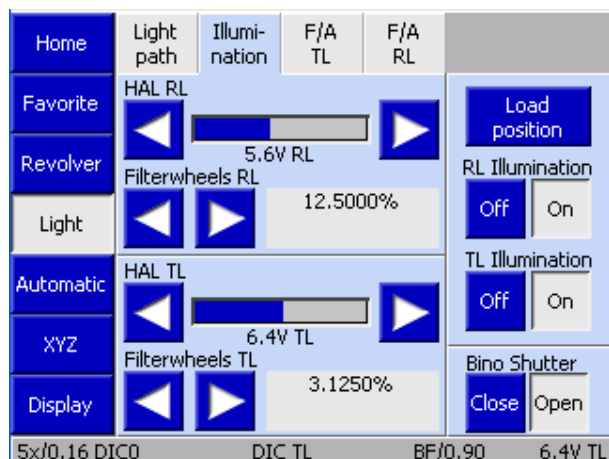 Home
Favorite
Revolver
Light
Automatic
XYZ
Display
Light
path
Illumi-
nation
F/A
TL
F/A
RL
HAL RL
5.6V RL
Filterwheels RL
12.5000%
HAL TL
6.4V TL
Filterwheels TL
3.1250%
Load
position
RL Illumination
Off On
TL Illumination
Off On
Bino Shutter
Close Open
5x/0.16 DIC0 DIC TL BF/0.90 6.4V TL